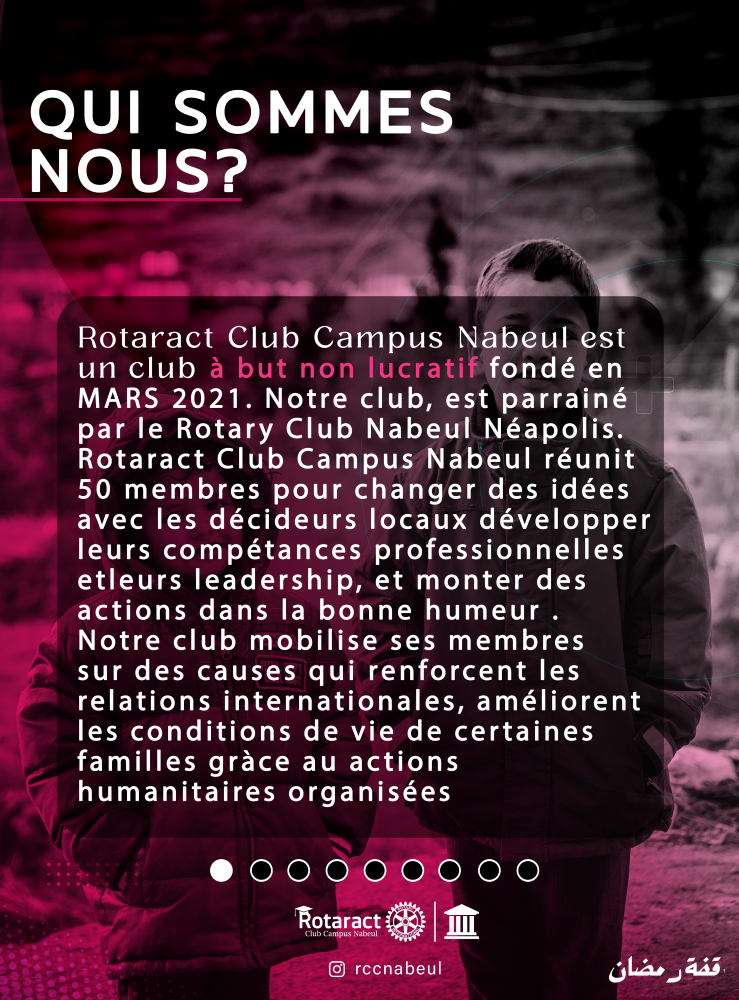 QUI SOMMES
NOUS?
Rotaract Club Campus Nabeul est
un club à but non lucratif fondé en
MARS 2021. Notre club, est parrainé
par le Rotary Club Nabeul Néapolis.
Rotaract Club Campus Nabeul réunit
50 membres pour changer des idées
avec les décideurs locaux développer
leurs compétances professionnelles
etleurs leadership, et monter des
actions dans la bonne humeur .
Notre club mobilise ses membres
sur des causes qui renforcent les
relations internationales, améliorent
les conditions de vie de certaines
familles gràce au actions
humanitaires organisées
Rotaract
Club Campus Nabeul
rccnabeul
قفة رمضان